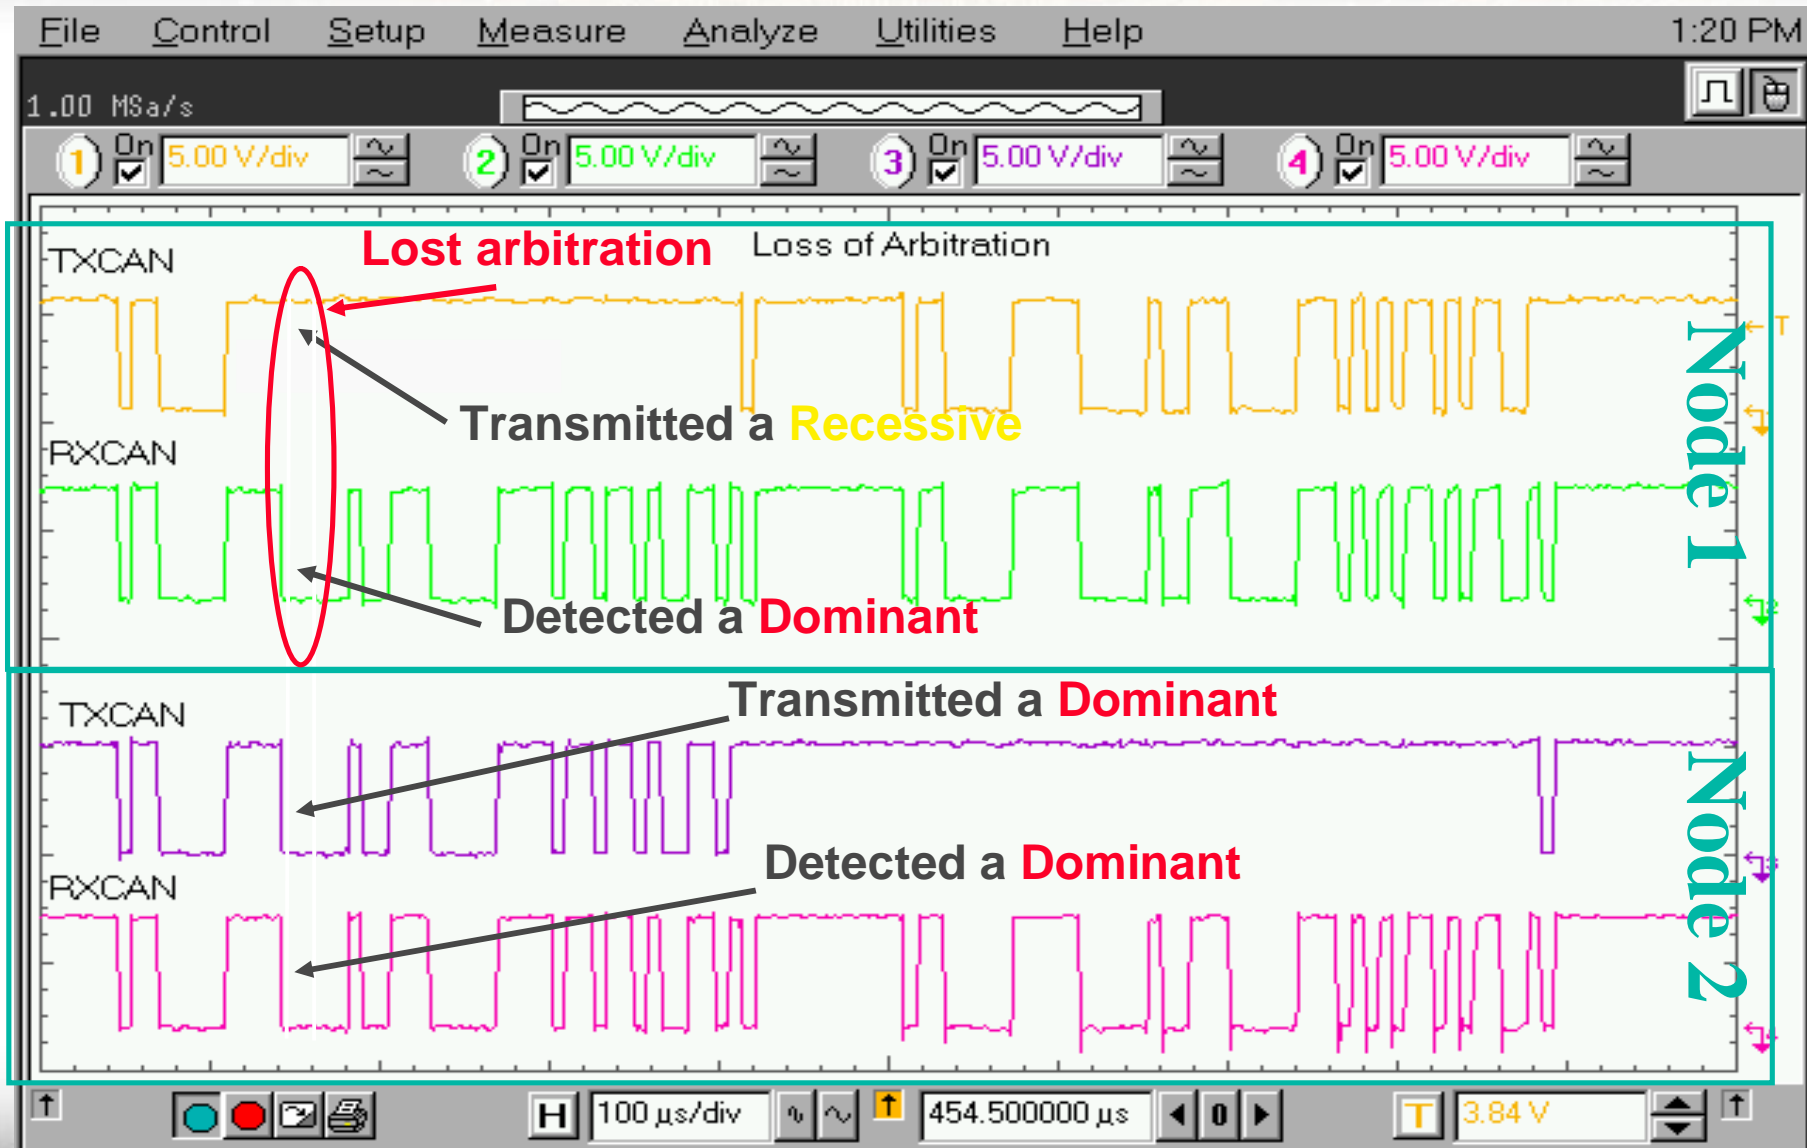 File Control Setup Measure Analyze Utilities Help 1:20 PM
1.00 MSa/s
1 On 5.00 V/div 2 On 5.00 V/div 3 On 5.00 V/div 4 On 5.00 V/div
Lost arbitration Loss of Arbitration
TXCAN
T
Transmitted a Recessive
RXCAN
Node 1
2
Detected a Dominant
Transmitted a Dominant
TXCAN
Detected a Dominant
3
RXCAN
Node 2
H 100 µs/div 454.500000 µs 0 T 3.84 V